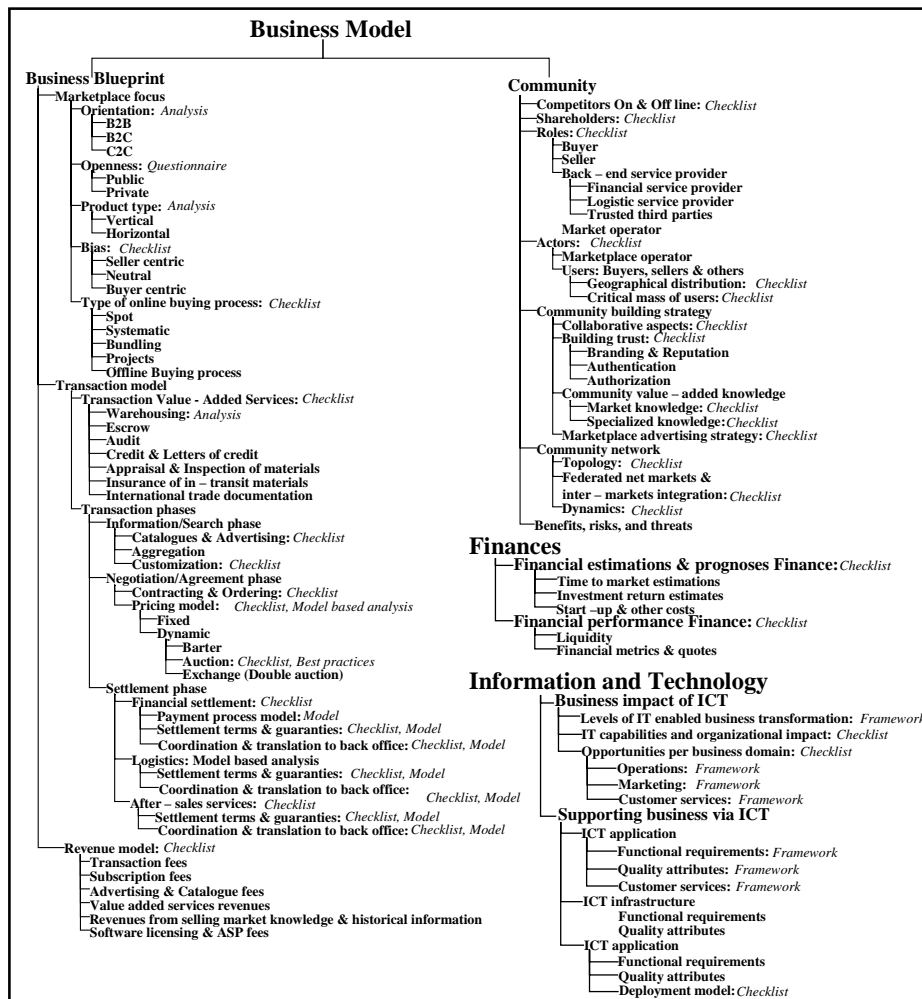 Business Model
Business Blueprint
Marketplace focus
Orientation: Analysis
B2B
B2C
C2C
Openness: Questionnaire
Public
Private
Product type: Analysis
Vertical
Horizontal
Bias: Checklist
Seller centric
Neutral
Buyer centric
Type of online buying process: Checklist
Spot
Systematic
Bundling
Projects
Offline Buying process
Transaction model
Transaction Value - Added Services: Checklist
Warehousing: Analysis
Escrow
Audit
Credit & Letters of credit
Appraisal & Inspection of materials
Insurance of in – transit materials
International trade documentation
Transaction phases
Information/Search phase
Catalogues & Advertising: Checklist
Aggregation
Customization: Checklist
Negotiation/Agreement phase
Contracting & Ordering: Checklist
Pricing model: Checklist, Model based analysis
Fixed
Dynamic
Barter
Auction: Checklist, Best practices
Exchange (Double auction)
Settlement phase
Financial settlement: Checklist
Payment process model: Model
Settlement terms & guaranties: Checklist, Model
Coordination & translation to back office: Checklist, Model
Logistics: Model based analysis
Settlement terms & guaranties: Checklist, Model
Coordination & translation to back office: Checklist, Model
After – sales services: Checklist
Settlement terms & guaranties: Checklist, Model
Coordination & translation to back office: Checklist, Model
Revenue model: Checklist
Transaction fees
Subscription fees
Advertising & Catalogue fees
Value added services revenues
Revenues from selling market knowledge & historical information
Software licensing & ASP fees
Community
Competitors On & Off line: Checklist
Shareholders: Checklist
Roles: Checklist
Buyer
Seller
Back – end service provider
Financial service provider
Logistic service provider
Trusted third parties
Market operator
Actors: Checklist
Marketplace operator
Users: Buyers, sellers & others
Geographical distribution: Checklist
Critical mass of users: Checklist
Community building strategy
Collaborative aspects: Checklist
Building trust: Checklist
Branding & Reputation
Authentication
Authorization
Community value – added knowledge
Market knowledge: Checklist
Specialized knowledge: Checklist
Marketplace advertising strategy: Checklist
Community network
Topology: Checklist
Federated net markets &
inter – markets integration: Checklist
Dynamics: Checklist
Benefits, risks, and threats
Finances
Financial estimations & prognoses Finance: Checklist
Time to market estimations
Investment return estimates
Start –up & other costs
Financial performance Finance: Checklist
Liquidity
Financial metrics & quotes
Information and Technology
Business impact of ICT
Levels of IT enabled business transformation: Framework
IT capabilities and organizational impact: Checklist
Opportunities per business domain: Checklist
Operations: Framework
Marketing: Framework
Customer services: Framework
Supporting business via ICT
ICT application
Functional requirements: Framework
Quality attributes: Framework
Customer services: Framework
ICT infrastructure
Functional requirements
Quality attributes
ICT application
Functional requirements
Quality attributes
Deployment model: Checklist